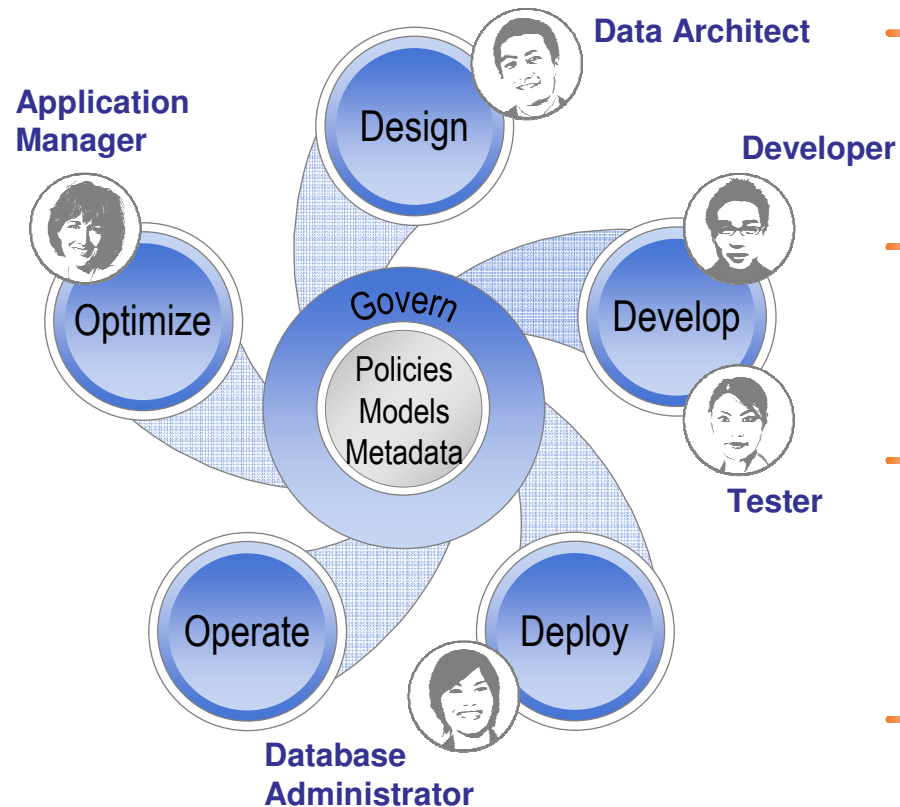 Data Architect
Design
Application
Manager
Developer
Optimize
Develop
Govern
Policies
Models
Metadata
Tester
Operate
Deploy
Database
Administrator